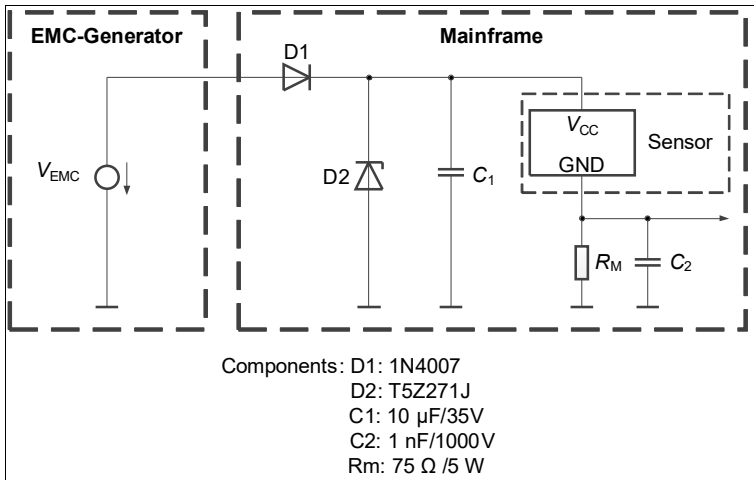 EMC-Generator
Mainframe
D1
V_CC
Sensor
GND
V_EMC
D2
C₁
R_M
C₂
Components: D1: 1N4007
D2: T5Z271J
C1: 10 µF/35V
C2: 1 nF/1000V
Rm: 75 Ω /5 W